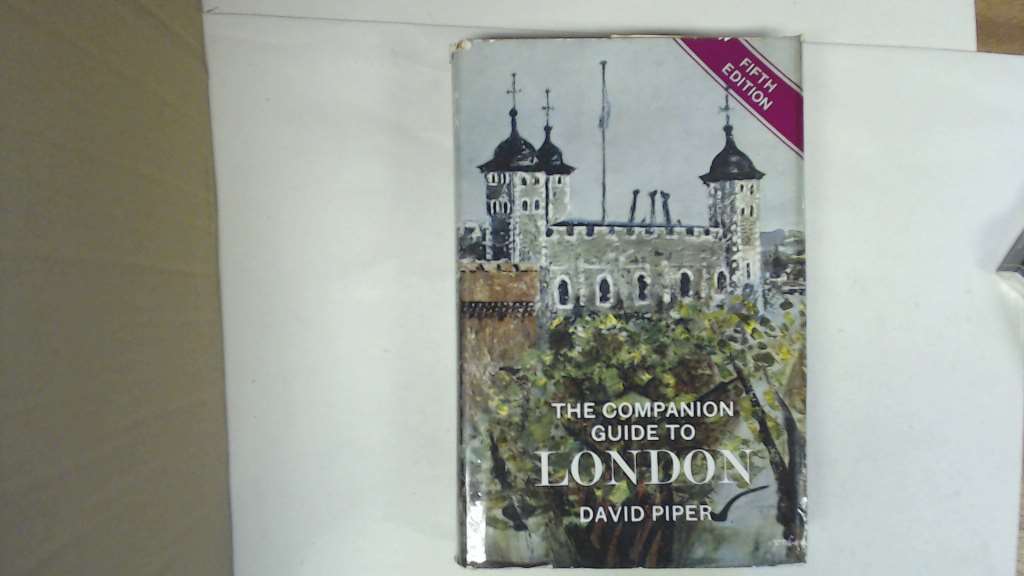 FIFTH
EDITION
THE COMPANION
GUIDE TO
LONDON
DAVID PIPER